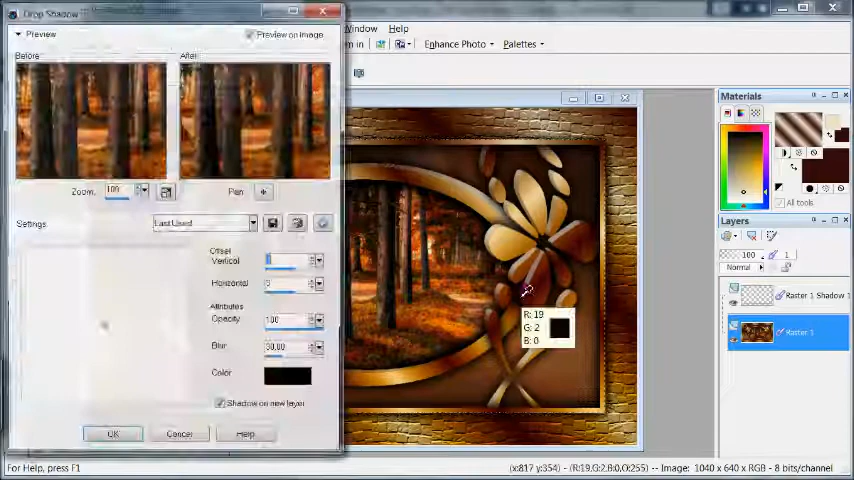 Drop Shadow
Preview
Preview on Image
Before
After
Zoom:
100
Pan:
Settings
Last Used
Offset
Vertical
Horizontal
Attributes
Opacity
100
Blur
30,00
Color
Shadow on new layer
OK
Cancel
Help
Window Help
Enhance Photo
Palettes
R: 19
G: 2
B: 0
Materials
All tools
Layers
100
1
Normal
Raster 1 Shadow 1
Raster 1
For Help, press F1
(x:817 y:354) -- (R:19,G:2,B:0,O:255) -- Image: 1040 x 640 x RGB - 8 bits/channel